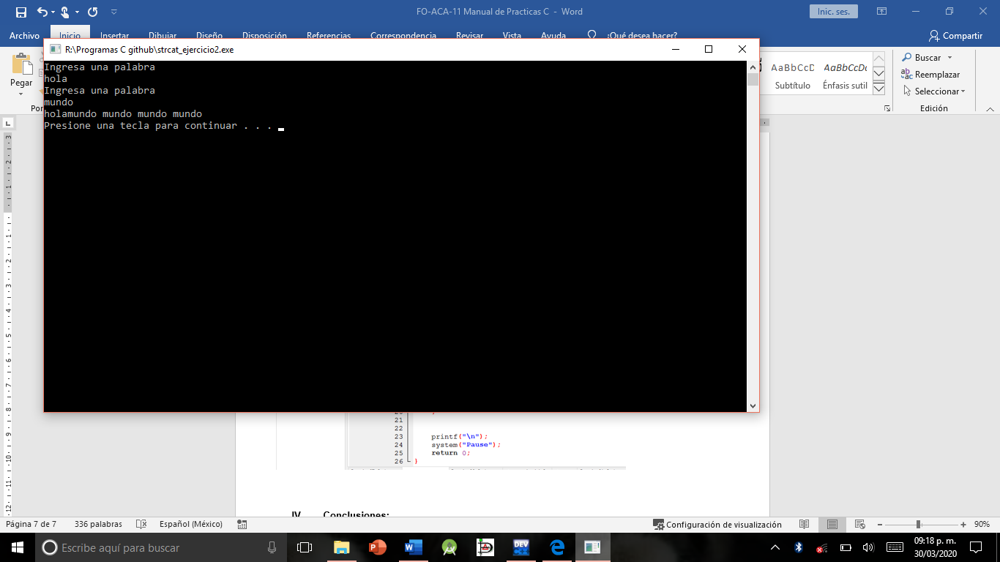 FO-ACA-11 Manual de Practicas C - Word
Inic. ses.
Archivo Inicio Insertar Dibujar Diseño Disposición Referencias Correspondencia Revisar Vista Ayuda ¿Qué desea hacer? Compartir
R:\Programas C github\strcat_ejercicio2.exe
Ingresa una palabra
hola
Ingresa una palabra
mundo
holamundo mundo mundo mundo
Presione una tecla para continuar . . .
Pegar
AaBbCcD AaBbCcDc
Subtítulo Énfasis sutil
Buscar
Reemplazar
Seleccionar
Edición
21
22
23 printf("\n");
24 system("Pause");
25 return 0;
26 }
IV Conclusiones:
Página 7 de 7 336 palabras Español (México) Configuración de visualización 90%
Escribe aquí para buscar
DEV
09:18 p. m.
30/03/2020